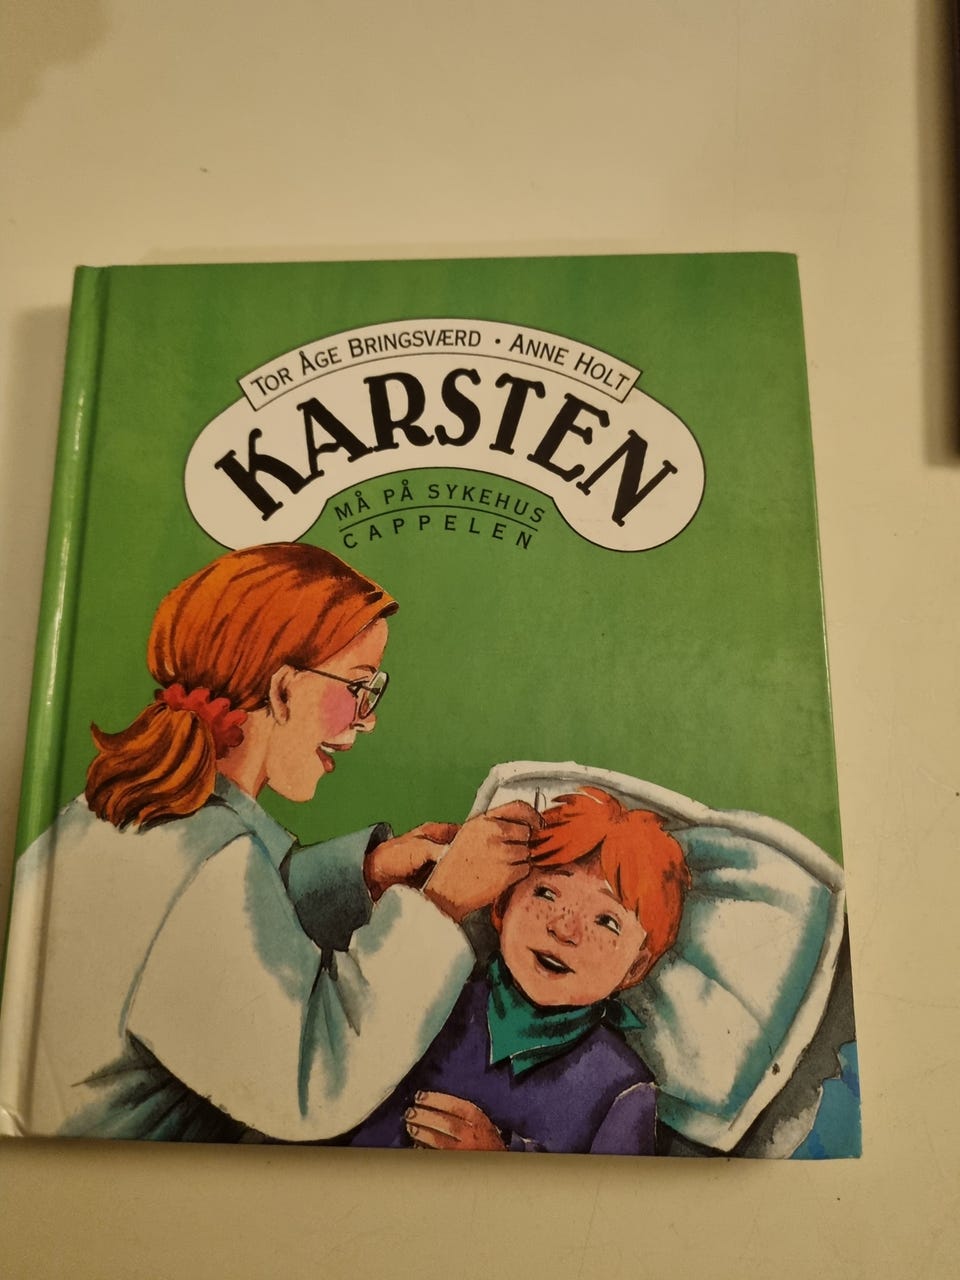 TOR ÅGE BRINGSVÆRD • ANNE HOLT
KARSTEN
MÅ PÅ SYKEHUS
CAPPELEN